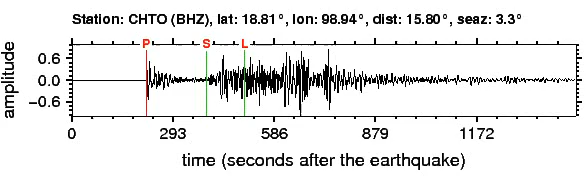 Station: CHTO (BHZ), lat: 18.81°, lon: 98.94°, dist: 15.80°, seaz: 3.3°
P S L
amplitude
0.6
0.0
−0.6
0 293 586 879 1172
time (seconds after the earthquake)